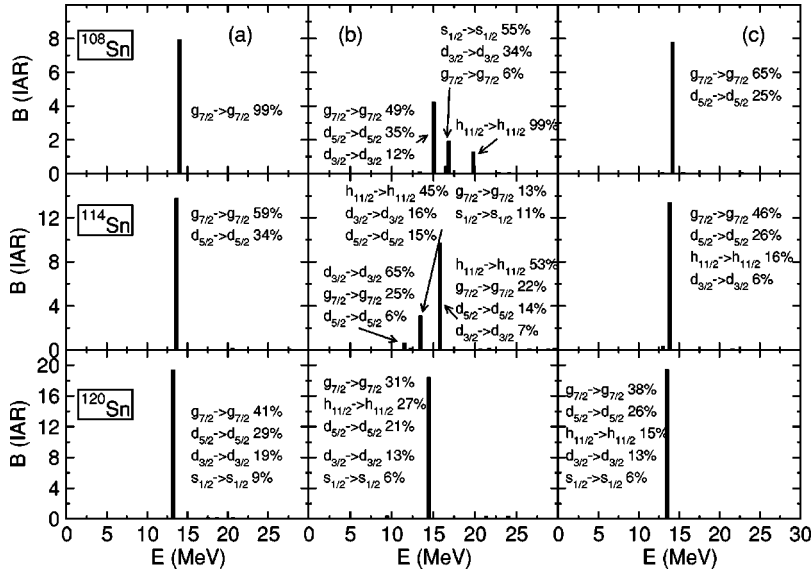 (a) (b) (c)
108Sn
B (IAR)
8
6
4
2
0
g7/2->g7/2 99%
s1/2->s1/2 55%
d3/2->d3/2 34%
g7/2->g7/2 6%
g7/2->g7/2 49%
d5/2->d5/2 35%
d3/2->d3/2 12%
h11/2->h11/2 99%
g7/2->g7/2 65%
d5/2->d5/2 25%
114Sn
B (IAR)
12
8
4
0
g7/2->g7/2 59%
d5/2->d5/2 34%
h11/2->h11/2 45%
d3/2->d3/2 16%
d5/2->d5/2 15%
g7/2->g7/2 13%
s1/2->s1/2 11%
d3/2->d3/2 65%
g7/2->g7/2 25%
d5/2->d5/2 6%
h11/2->h11/2 53%
g7/2->g7/2 22%
d5/2->d5/2 14%
d3/2->d3/2 7%
g7/2->g7/2 46%
d5/2->d5/2 26%
h11/2->h11/2 16%
d3/2->d3/2 6%
120Sn
B (IAR)
20
16
12
8
4
0
g7/2->g7/2 41%
d5/2->d5/2 29%
d3/2->d3/2 19%
s1/2->s1/2 9%
g7/2->g7/2 31%
h11/2->h11/2 27%
d5/2->d5/2 21%
d3/2->d3/2 13%
s1/2->s1/2 6%
g7/2->g7/2 38%
d5/2->d5/2 26%
h11/2->h11/2 15%
d3/2->d3/2 13%
s1/2->s1/2 6%
0 5 10 15 20 25 0 5 10 15 20 25 0 5 10 15 20 25 30
E (MeV) E (MeV) E (MeV)